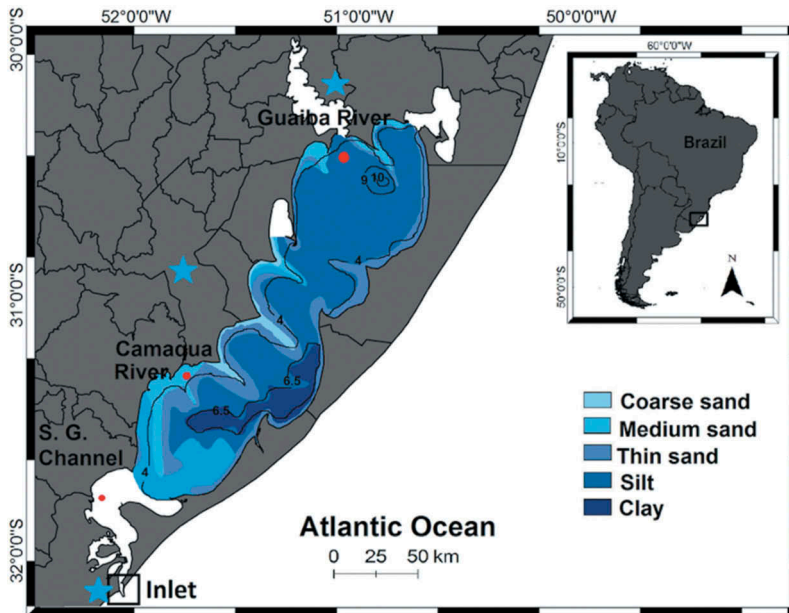 52°0'0"W
51°0'0"W
50°0'0"W
30°0'0"S
31°0'0"S
32°0'0"S
Guaiba River
9
10
4
4
Camaqua
River
6.5
6.5
S. G.
Channel
4
Inlet
Atlantic Ocean
0 25 50 km
60°0'0"W
10°0'0"S
50°0'0"S
Brazil
N
Coarse sand
Medium sand
Thin sand
Silt
Clay